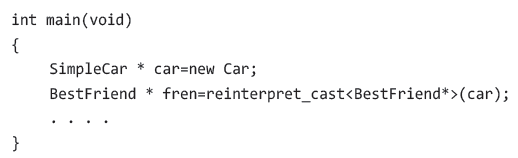 int main(void)
{
    SimpleCar * car=new Car;
    BestFriend * fren=reinterpret_cast<BestFriend*>(car);
    . . . .
}